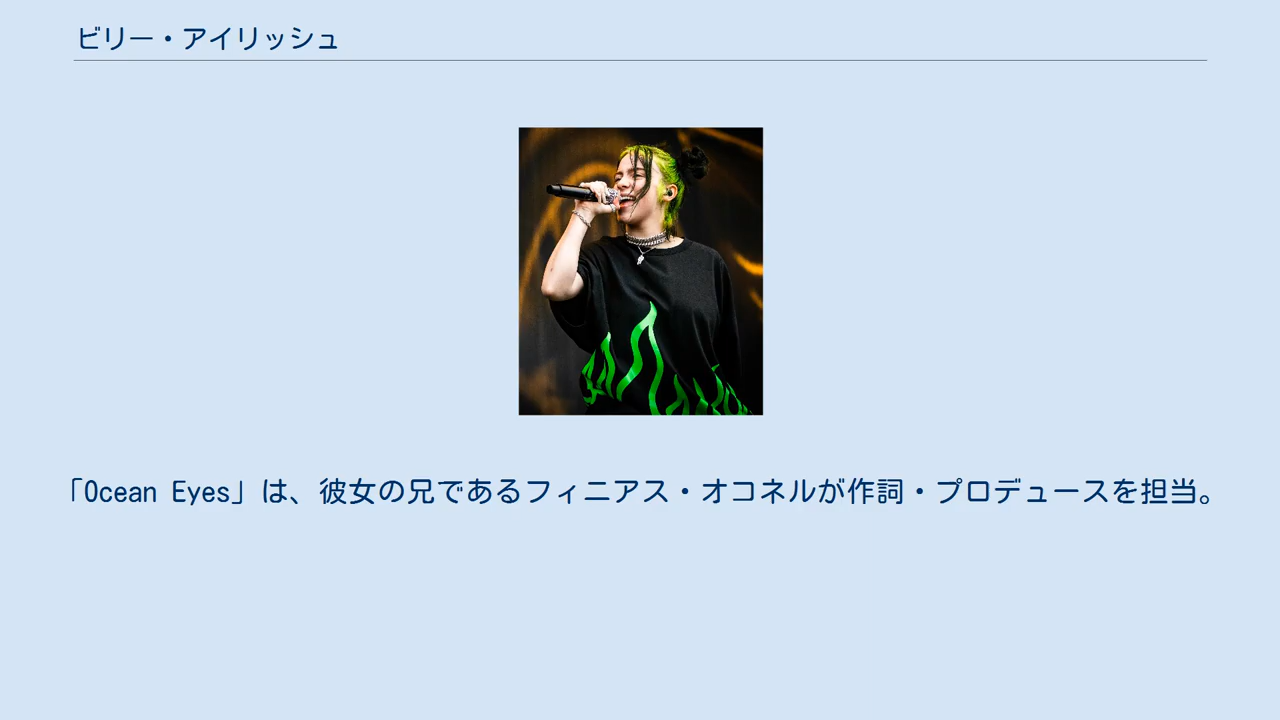 ビリー・アイリッシュ
「Ocean Eyes」は、彼女の兄であるフィニアス・オコネルが作詞・プロデュースを担当。